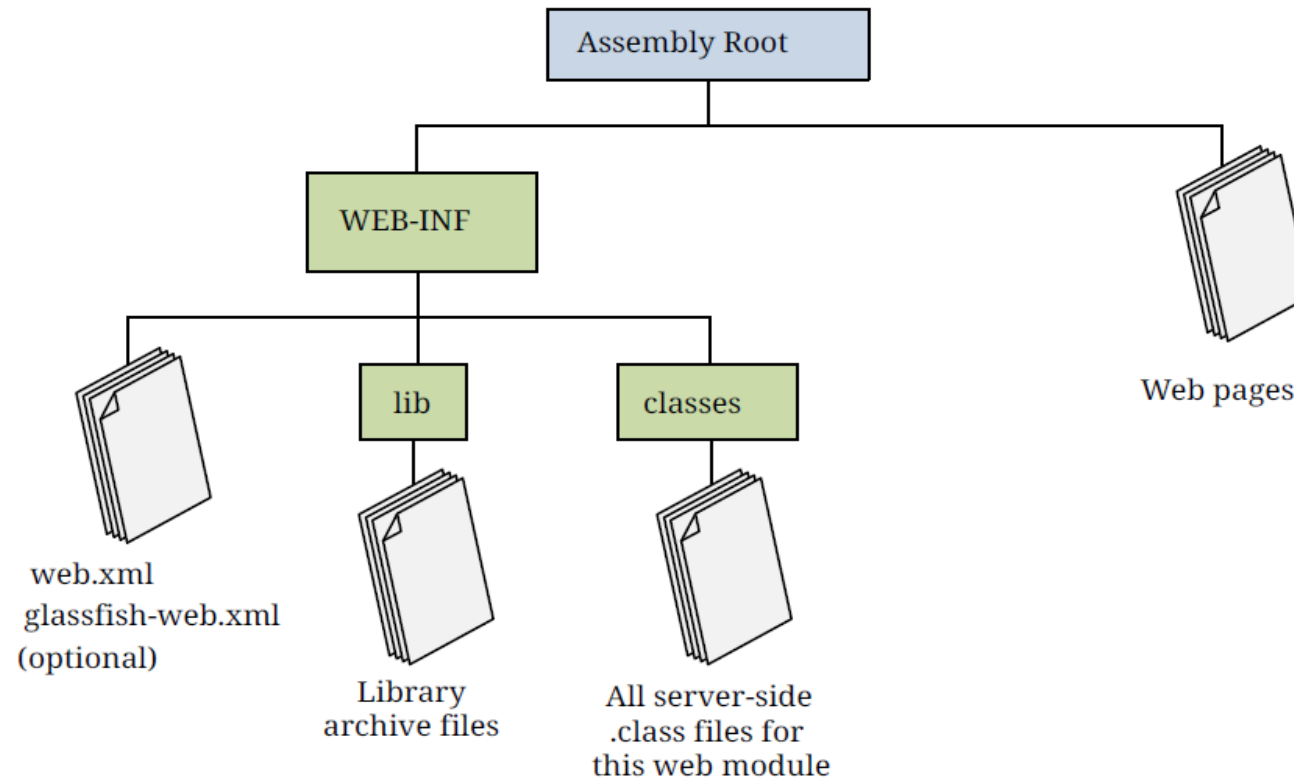 Assembly Root
WEB-INF
lib
classes
Web pages
web.xml
glassfish-web.xml
(optional)
Library
archive files
All server-side
.class files for
this web module